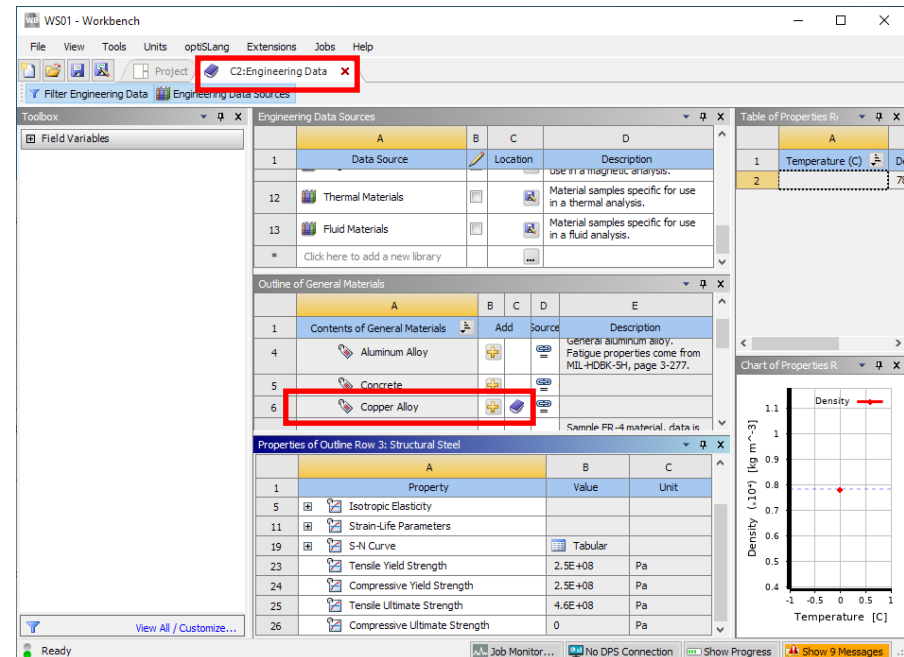 WS01 - Workbench
File View Tools Units optiSLang Extensions Jobs Help
Project C2:Engineering Data
Filter Engineering Data Engineering Data Sources
Toolbox
Field Variables
View All / Customize...
Engineering Data Sources
A B C D
1 Data Source Location Description
use in a magnetic analysis.
12 Thermal Materials Material samples specific for use
in a thermal analysis.
13 Fluid Materials Material samples specific for use
in a fluid analysis.
* Click here to add a new library ...
Outline of General Materials
A B C D E
1 Contents of General Materials Add Source Description
4 Aluminum Alloy General aluminum alloy.
Fatigue properties come from
MIL-HDBK-5H, page 3-277.
5 Concrete
6 Copper Alloy
Sample FR-4 material, data is
Properties of Outline Row 3: Structural Steel
A B C
1 Property Value Unit
5 Isotropic Elasticity
11 Strain-Life Parameters
19 S-N Curve Tabular
23 Tensile Yield Strength 2.5E+08 Pa
24 Compressive Yield Strength 2.5E+08 Pa
25 Tensile Ultimate Strength 4.6E+08 Pa
26 Compressive Ultimate Strength 0 Pa
Table of Properties R
A
1 Temperature (C) D
2 78
Chart of Properties R
Density
1.1
1
0.9
0.8
0.7
0.6
0.5
0.4
-1 -0.5 0 0.5 1
Density (.10⁴) [kg m^-3]
Temperature [C]
Ready Job Monitor... No DPS Connection Show Progress Show 9 Messages